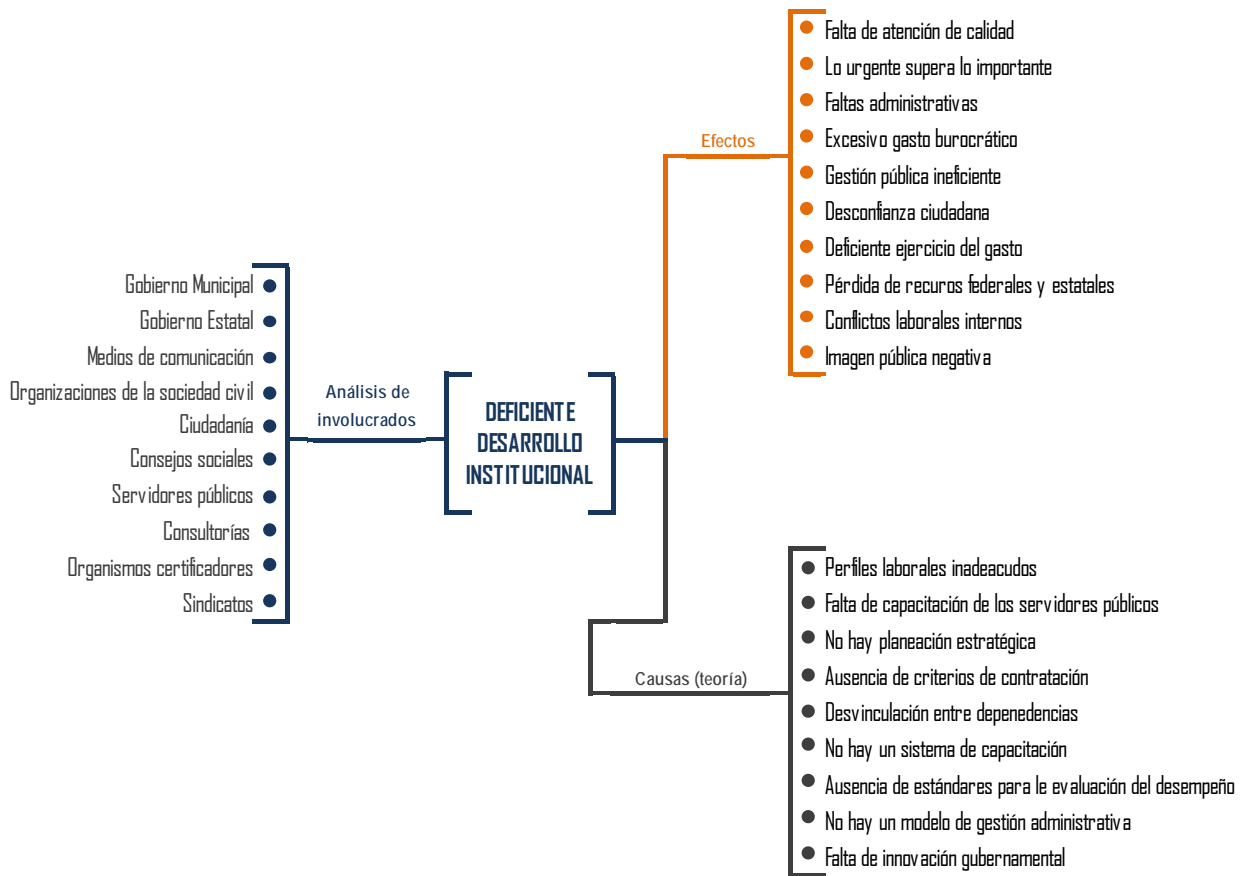 Gobierno Municipal
Gobierno Estatal
Medios de comunicación
Organizaciones de la sociedad civil
Ciudadanía
Consejos sociales
Servidores públicos
Consultorías
Organismos certificadores
Sindicatos
Análisis de
involucrados
DEFICIENTE
DESARROLLO
INSTITUCIONAL
Efectos
Falta de atención de calidad
Lo urgente supera lo importante
Faltas administrativas
Excesivo gasto burocrático
Gestión pública ineficiente
Desconfianza ciudadana
Deficiente ejercicio del gasto
Pérdida de recuros federales y estatales
Conflictos laborales internos
Imagen pública negativa
Causas (teoría)
Perfiles laborales inadeacudos
Falta de capacitación de los servidores públicos
No hay planeación estratégica
Ausencia de criterios de contratación
Desvinculación entre depenedencias
No hay un sistema de capacitación
Ausencia de estándares para le evaluación del desempeño
No hay un modelo de gestión administrativa
Falta de innovación gubernamental